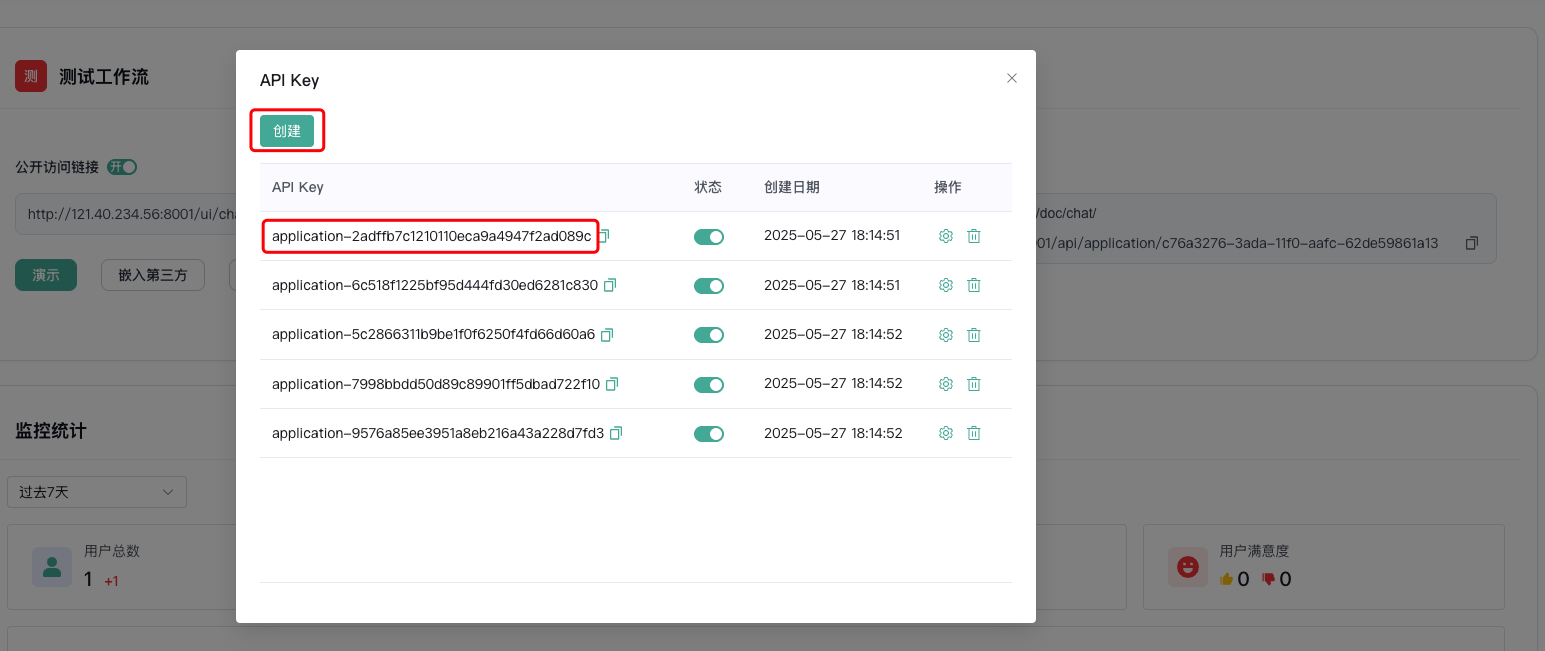 测 测试工作流
API Key
创建
公开访问链接 开
http://121.40.234.56:8001/ui/cha
/doc/chat/
01/api/application/c76a3276-3ada-11f0-aafc-62de59861a13
演示 嵌入第三方
API Key 状态 创建日期 操作
application-2adffb7c1210110eca9a4947f2ad089c 2025-05-27 18:14:51
application-6c518f1225bf95d444fd30ed6281c830 2025-05-27 18:14:51
application-5c2866311b9be1f0f6250f4fd66d60a6 2025-05-27 18:14:52
application-7998bbdd50d89c89901ff5dbad722f10 2025-05-27 18:14:52
application-9576a85ee3951a8eb216a43a228d7fd3 2025-05-27 18:14:52
监控统计
过去7天
用户总数
1 +1
用户满意度
0 0